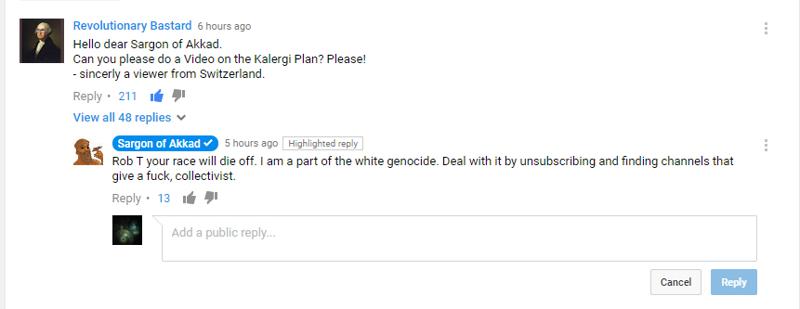 Revolutionary Bastard 6 hours ago
Hello dear Sargon of Akkad.
Can you please do a Video on the Kalergi Plan? Please!
- sincerly a viewer from Switzerland.
Reply • 211
View all 48 replies
Sargon of Akkad 5 hours ago Highlighted reply
Rob T your race will die off. I am a part of the white genocide. Deal with it by unsubscribing and finding channels that
give a fuck, collectivist.
Reply • 13
Add a public reply...
Cancel Reply